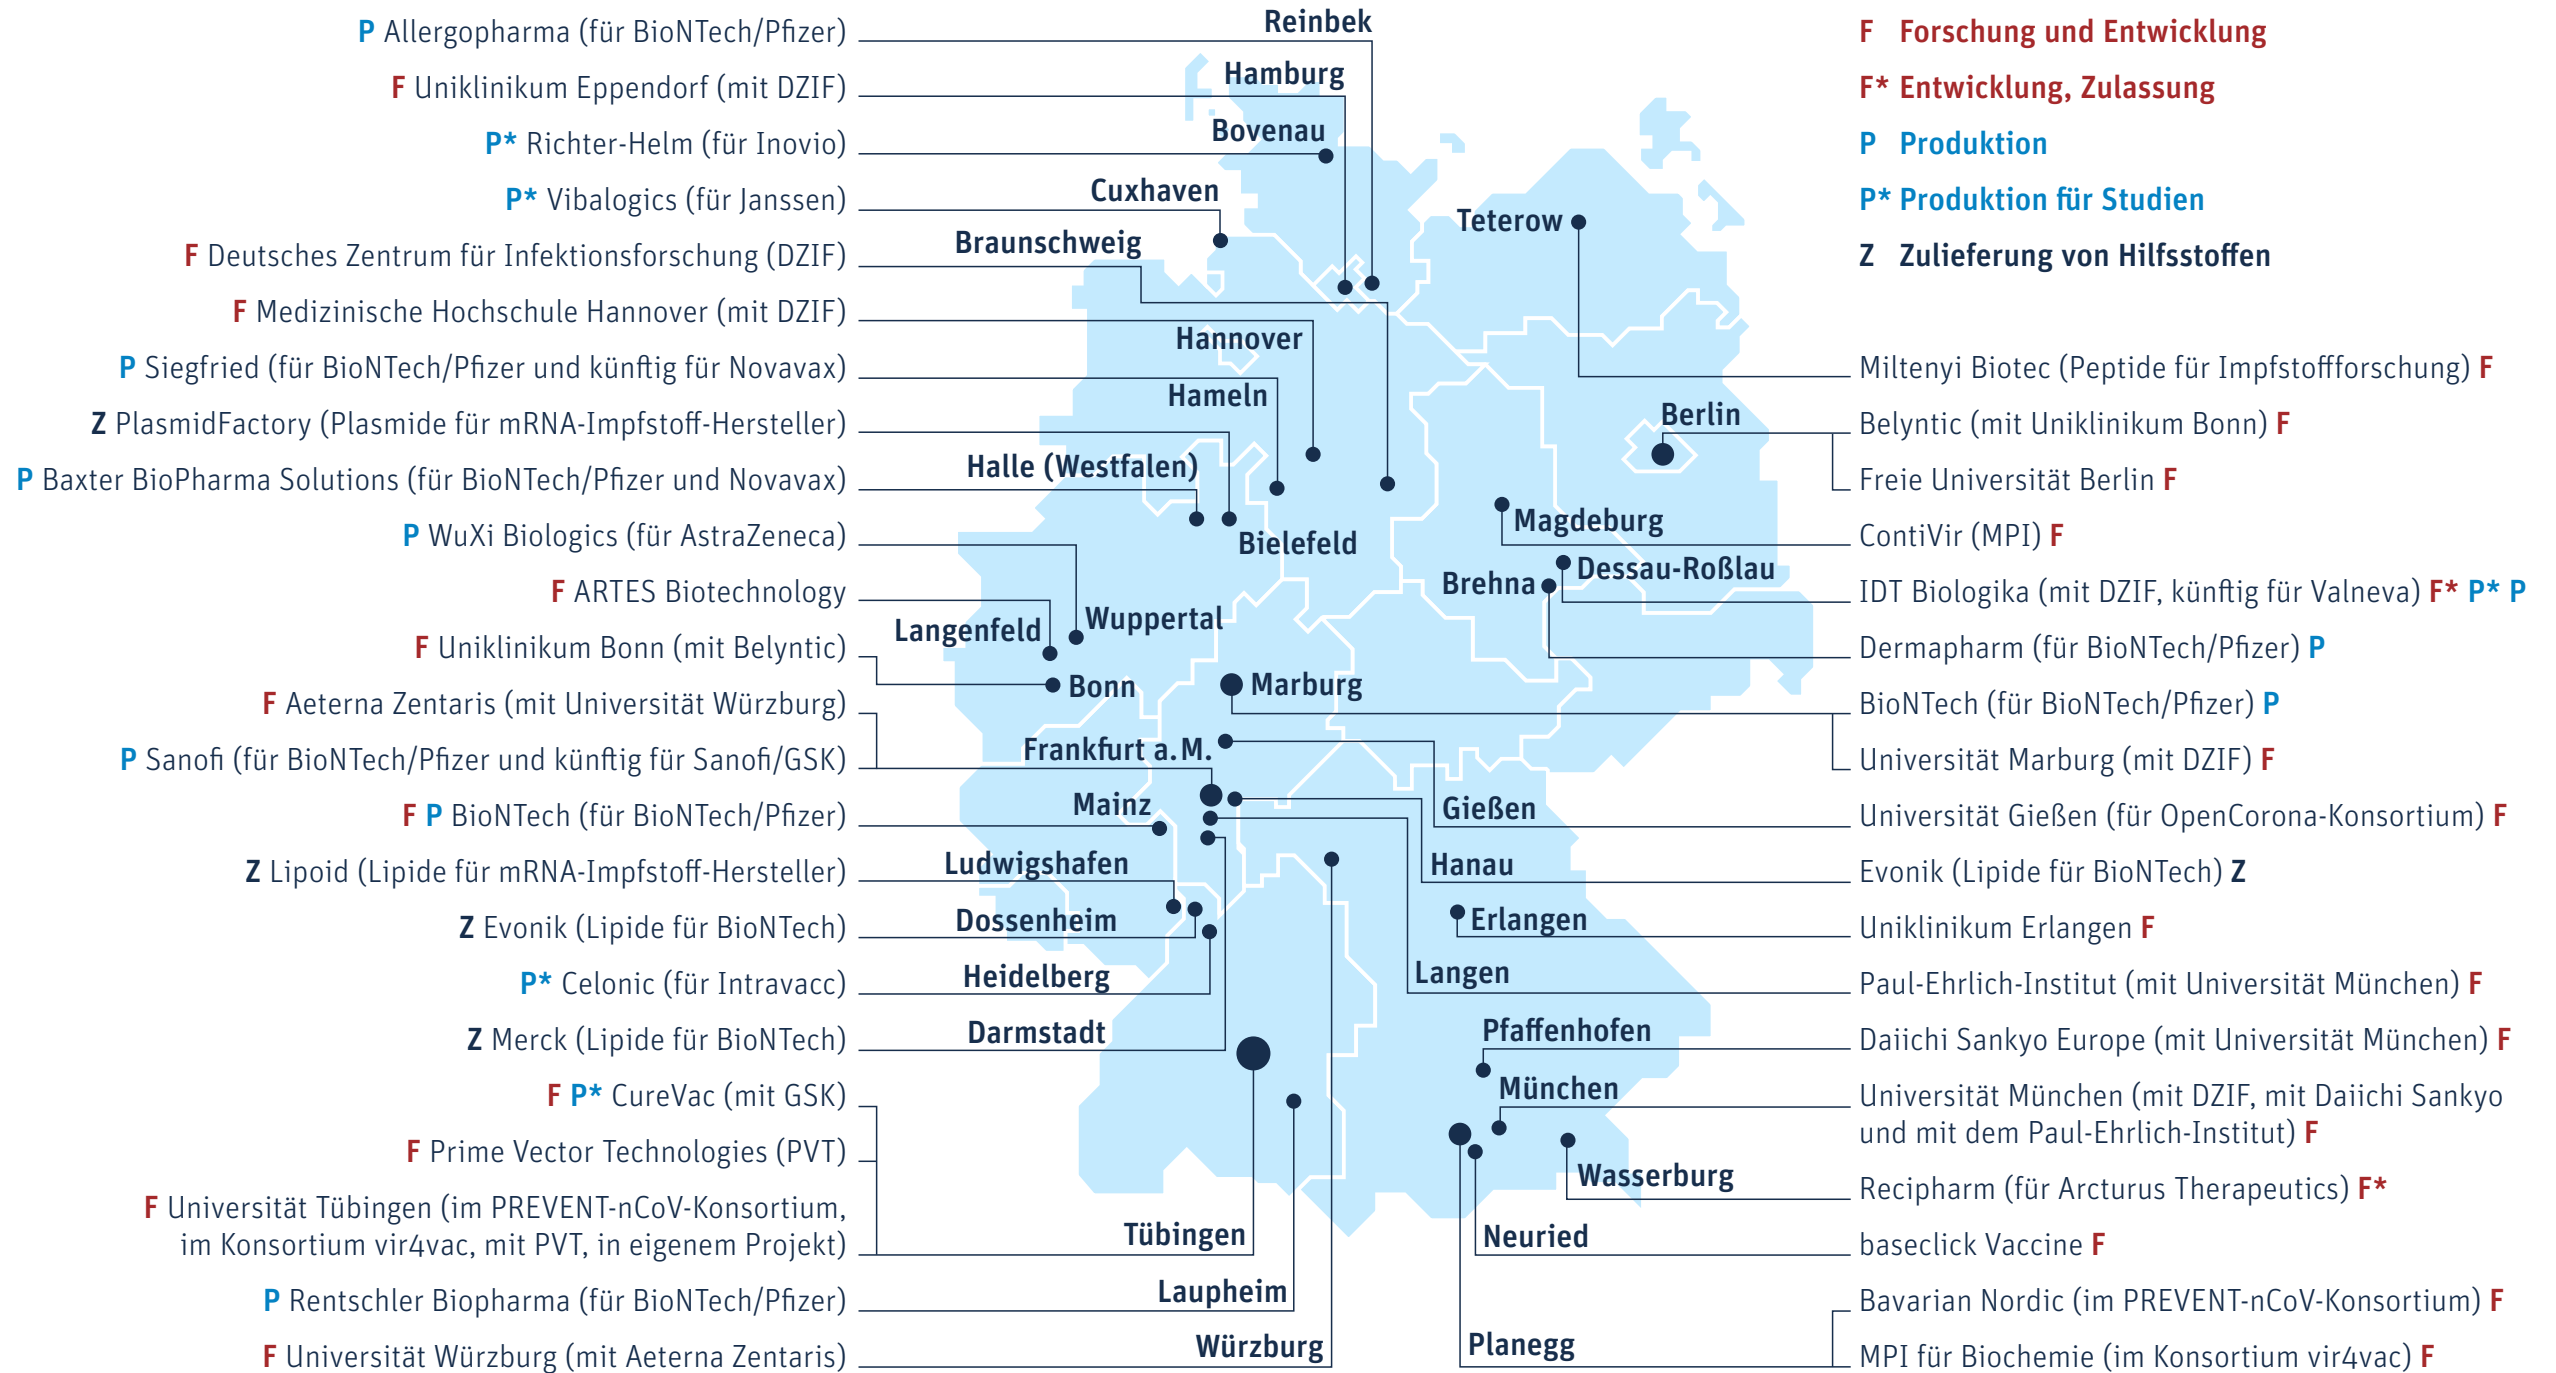 P Allergopharma (für BioNTech/Pfizer)
F Uniklinikum Eppendorf (mit DZIF)
P* Richter-Helm (für Inovio)
P* Vibalogics (für Janssen)
F Deutsches Zentrum für Infektionsforschung (DZIF)
F Medizinische Hochschule Hannover (mit DZIF)
P Siegfried (für BioNTech/Pfizer und künftig für Novavax)
Z PlasmidFactory (Plasmide für mRNA-Impfstoff-Hersteller)
P Baxter BioPharma Solutions (für BioNTech/Pfizer und Novavax)
P WuXi Biologics (für AstraZeneca)
F ARTES Biotechnology
F Uniklinikum Bonn (mit Belyntic)
F Aeterna Zentaris (mit Universität Würzburg)
P Sanofi (für BioNTech/Pfizer und künftig für Sanofi/GSK)
F P BioNTech (für BioNTech/Pfizer)
Z Lipoid (Lipide für mRNA-Impfstoff-Hersteller)
Z Evonik (Lipide für BioNTech)
P* Celonic (für Intravacc)
Z Merck (Lipide für BioNTech)
F P* CureVac (mit GSK)
F Prime Vector Technologies (PVT)
F Universität Tübingen (im PREVENT-nCoV-Konsortium,
im Konsortium vir4vac, mit PVT, in eigenem Projekt)
P Rentschler Biopharma (für BioNTech/Pfizer)
F Universität Würzburg (mit Aeterna Zentaris)
Reinbek
Hamburg
Bovenau
Cuxhaven
Braunschweig
Hannover
Hameln
Halle (Westfalen)
Bielefeld
Wuppertal
Langenfeld
Bonn
Marburg
Frankfurt a. M.
Mainz
Ludwigshafen
Dossenheim
Heidelberg
Darmstadt
Tübingen
Laupheim
Würzburg
Teterow
Berlin
Magdeburg
Dessau-Roßlau
Brehna
Gießen
Hanau
Erlangen
Langen
Pfaffenhofen
München
Wasserburg
Neuried
Planegg
F Forschung und Entwicklung
F* Entwicklung, Zulassung
P Produktion
P* Produktion für Studien
Z Zulieferung von Hilfsstoffen
Miltenyi Biotec (Peptide für Impfstoffforschung) F
Belyntic (mit Uniklinikum Bonn) F
Freie Universität Berlin F
ContiVir (MPI) F
IDT Biologika (mit DZIF, künftig für Valneva) F* P* P
Dermapharm (für BioNTech/Pfizer) P
BioNTech (für BioNTech/Pfizer) P
Universität Marburg (mit DZIF) F
Universität Gießen (für OpenCorona-Konsortium) F
Evonik (Lipide für BioNTech) Z
Uniklinikum Erlangen F
Paul-Ehrlich-Institut (mit Universität München) F
Daiichi Sankyo Europe (mit Universität München) F
Universität München (mit DZIF, mit Daiichi Sankyo
und mit dem Paul-Ehrlich-Institut) F
Recipharm (für Arcturus Therapeutics) F*
baseclick Vaccine F
Bavarian Nordic (im PREVENT-nCoV-Konsortium) F
MPI für Biochemie (im Konsortium vir4vac) F